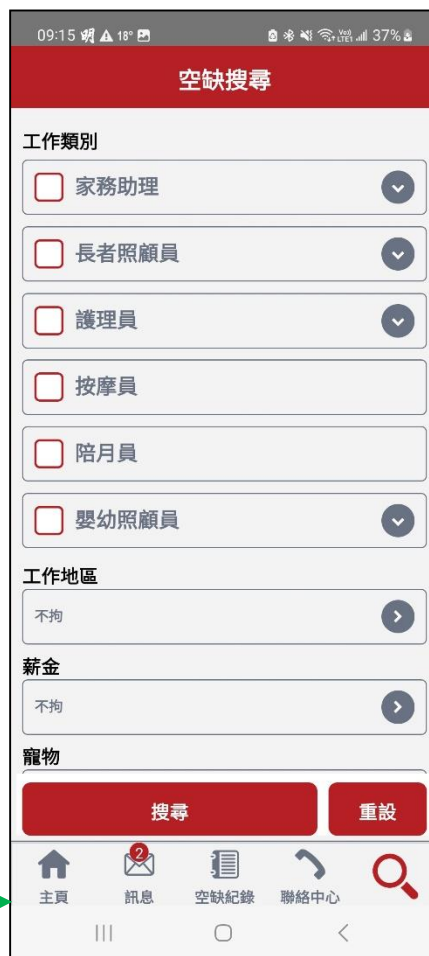 09:15 明 18° Vo)) LTE1 37%
空缺搜尋
工作類別
家務助理
長者照顧員
護理員
按摩員
陪月員
嬰幼照顧員
工作地區
不拘
薪金
不拘
寵物
搜尋 重設
2
主頁 訊息 空缺紀錄 聯絡中心